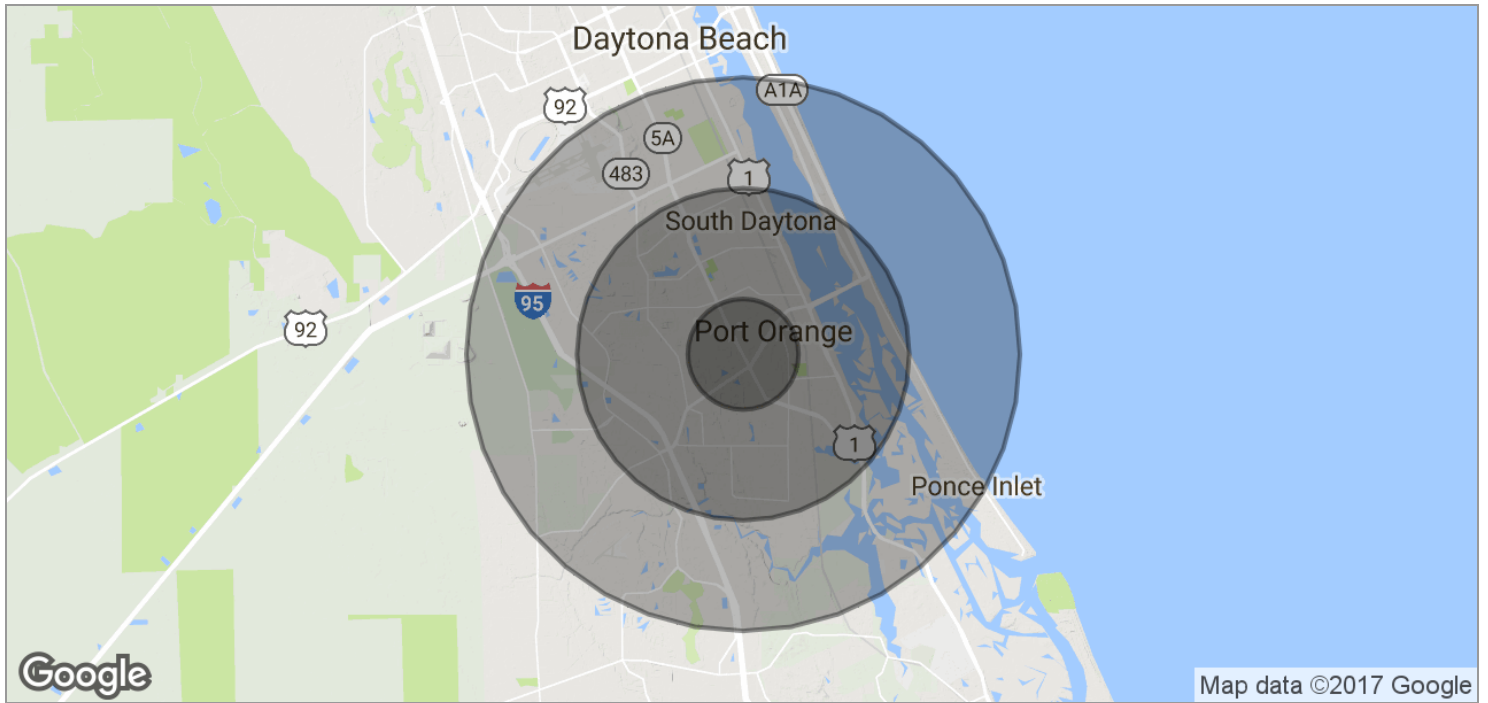 Daytona Beach
A1A
92
5A
483
1
South Daytona
95
92
Port Orange
1
Ponce Inlet
Google
Map data ©2017 Google